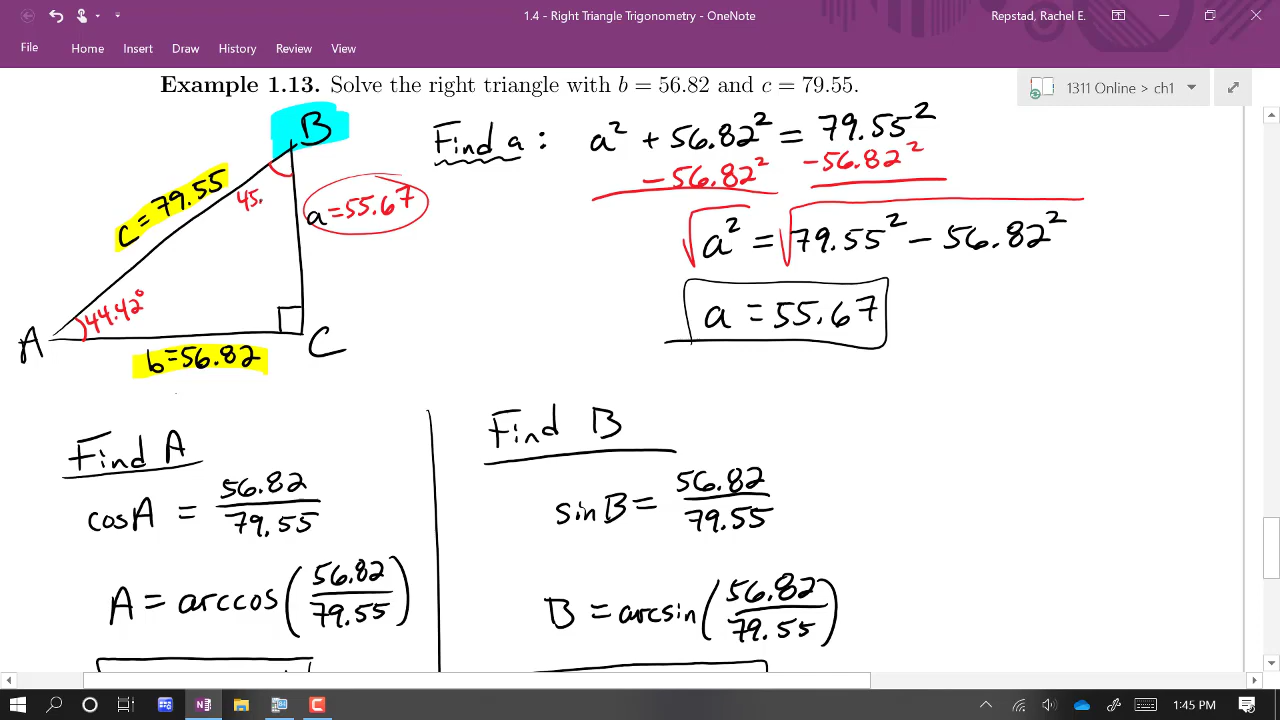 1.4 - Right Triangle Trigonometry - OneNote
Repstad, Rachel E.
File Home Insert Draw History Review View
Example 1.13. Solve the right triangle with b = 56.82 and c = 79.55.
1311 Online > ch1
B
c = 79.55
45.
a = 55.67
44.42°
A
b = 56.82
C
Find a : a² + 56.82² = 79.55²
-56.82² -56.82²
√a² = √79.55² - 56.82²
a = 55.67
Find A
cosA = 56.82/79.55
A = arccos(56.82/79.55)
Find B
sinB = 56.82/79.55
B = arcsin(56.82/79.55)
1:45 PM